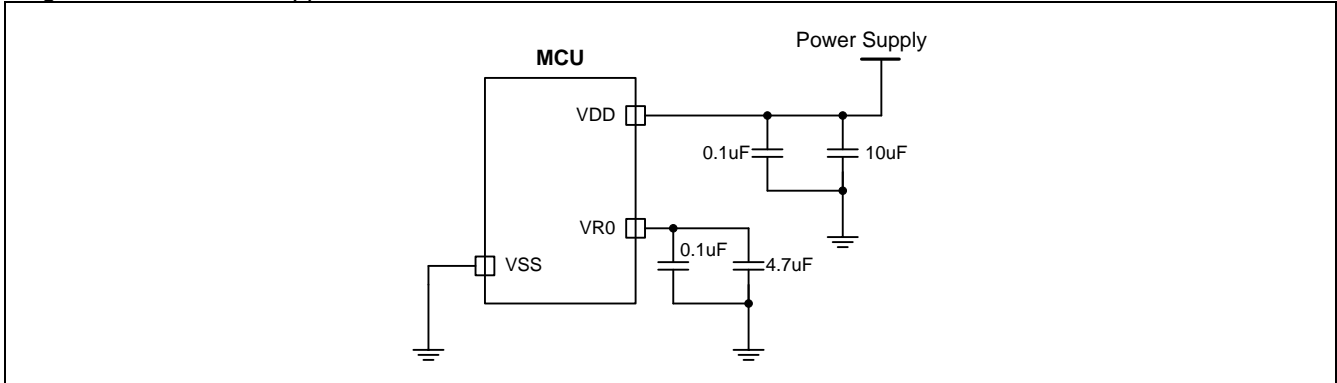 Power Supply
MCU
VDD
0.1uF
10uF
VR0
0.1uF
4.7uF
VSS